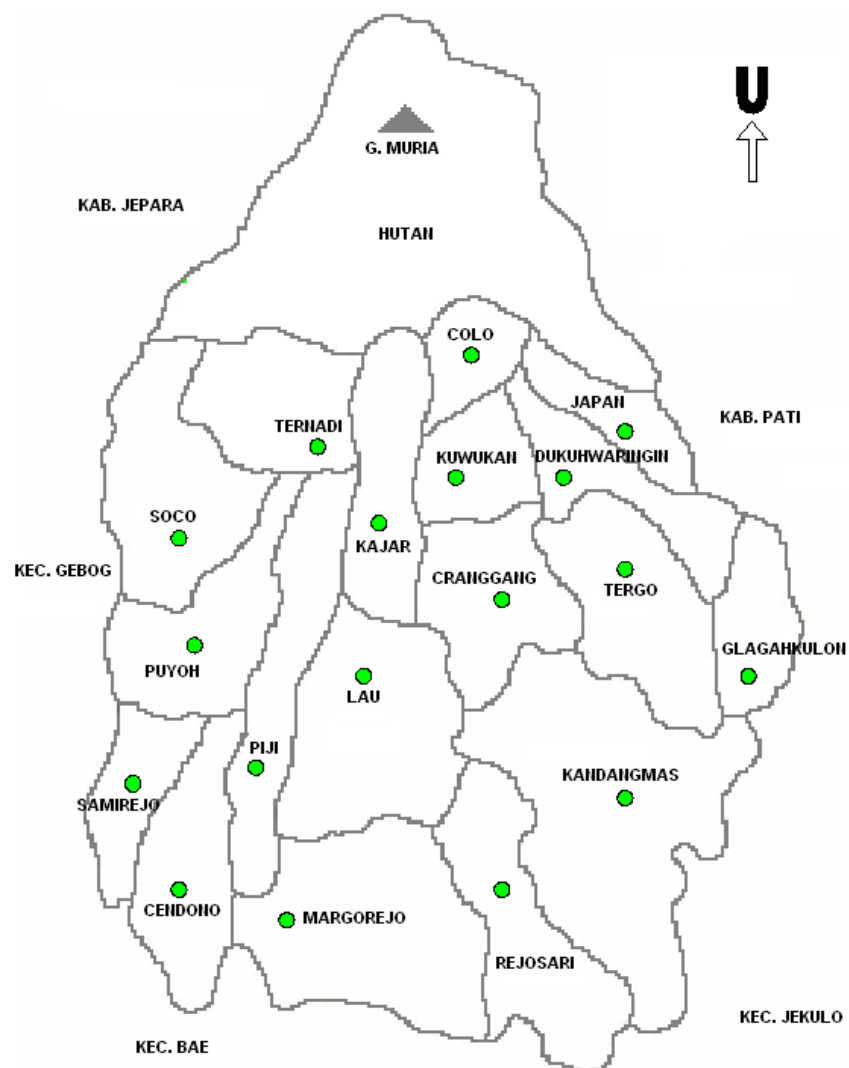 U
G. MURIA
KAB. JEPARA
HUTAN
COLO
JAPAN
KAB. PATI
TERNADI
KUWUKAN
DUKUHWARINGIN
SOCO
KAJAR
KEC. GEBOG
CRANGGANG
TERGO
GLAGAHKULON
PUYOH
LAU
PIJI
KANDANGMAS
SAMIREJO
CENDONO
MARGOREJO
REJOSARI
KEC. JEKULO
KEC. BAE